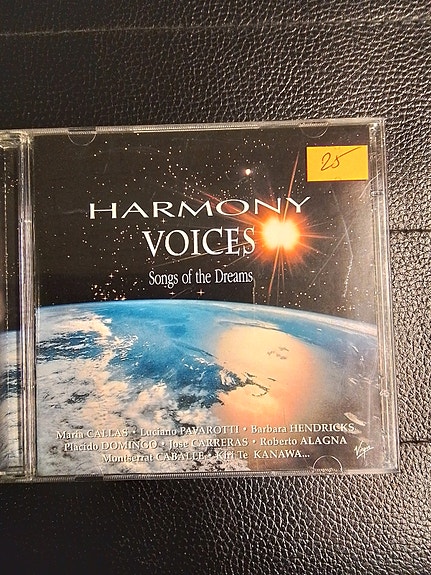 25
HARMONY
VOICES
Songs of the Dreams
Maria CALLAS • Luciano PAVAROTTI • Barbara HENDRICKS
Placido DOMINGO • José CARRERAS • Roberto ALAGNA
Montserrat CABALLE • Kiri Te KANAWA...
Virgin